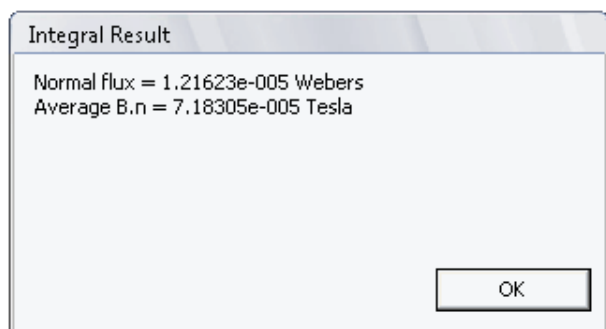 Integral Result
Normal flux = 1.21623e-005 Webers
Average B.n = 7.18305e-005 Tesla
OK